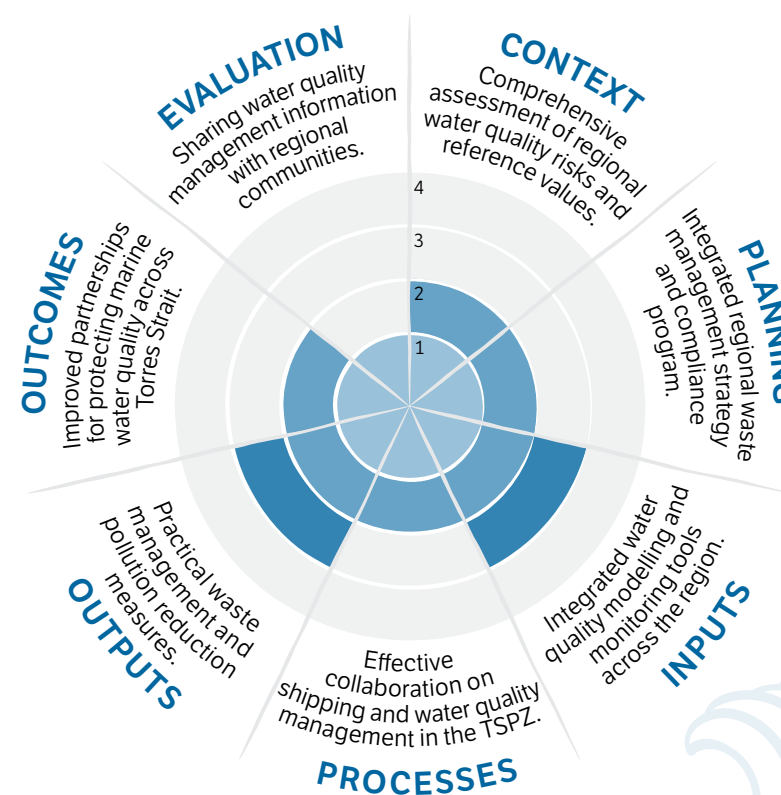 EVALUATION
Sharing water quality
management information
with regional
communities.
CONTEXT
Comprehensive
assessment of regional
water quality risks and
reference values.
PLANNING
Integrated regional waste
management strategy
and compliance
program.
INPUTS
Integrated water
quality modelling and
monitoring tools
across the region.
PROCESSES
Effective
collaboration on
shipping and water quality
management in the TSPZ.
OUTPUTS
Practical waste
management and
pollution reduction
measures.
OUTCOMES
Improved partnerships
for protecting marine
water quality across
Torres Strait.
4
3
2
1